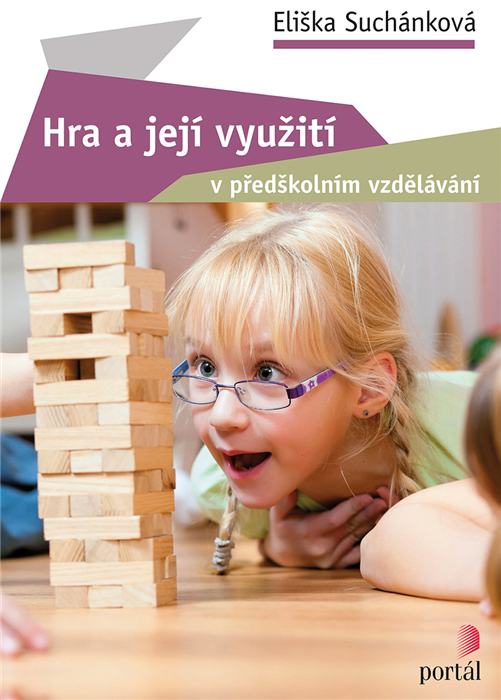 Eliška Suchánková
Hra a její využití
v předškolním vzdělávání
portál